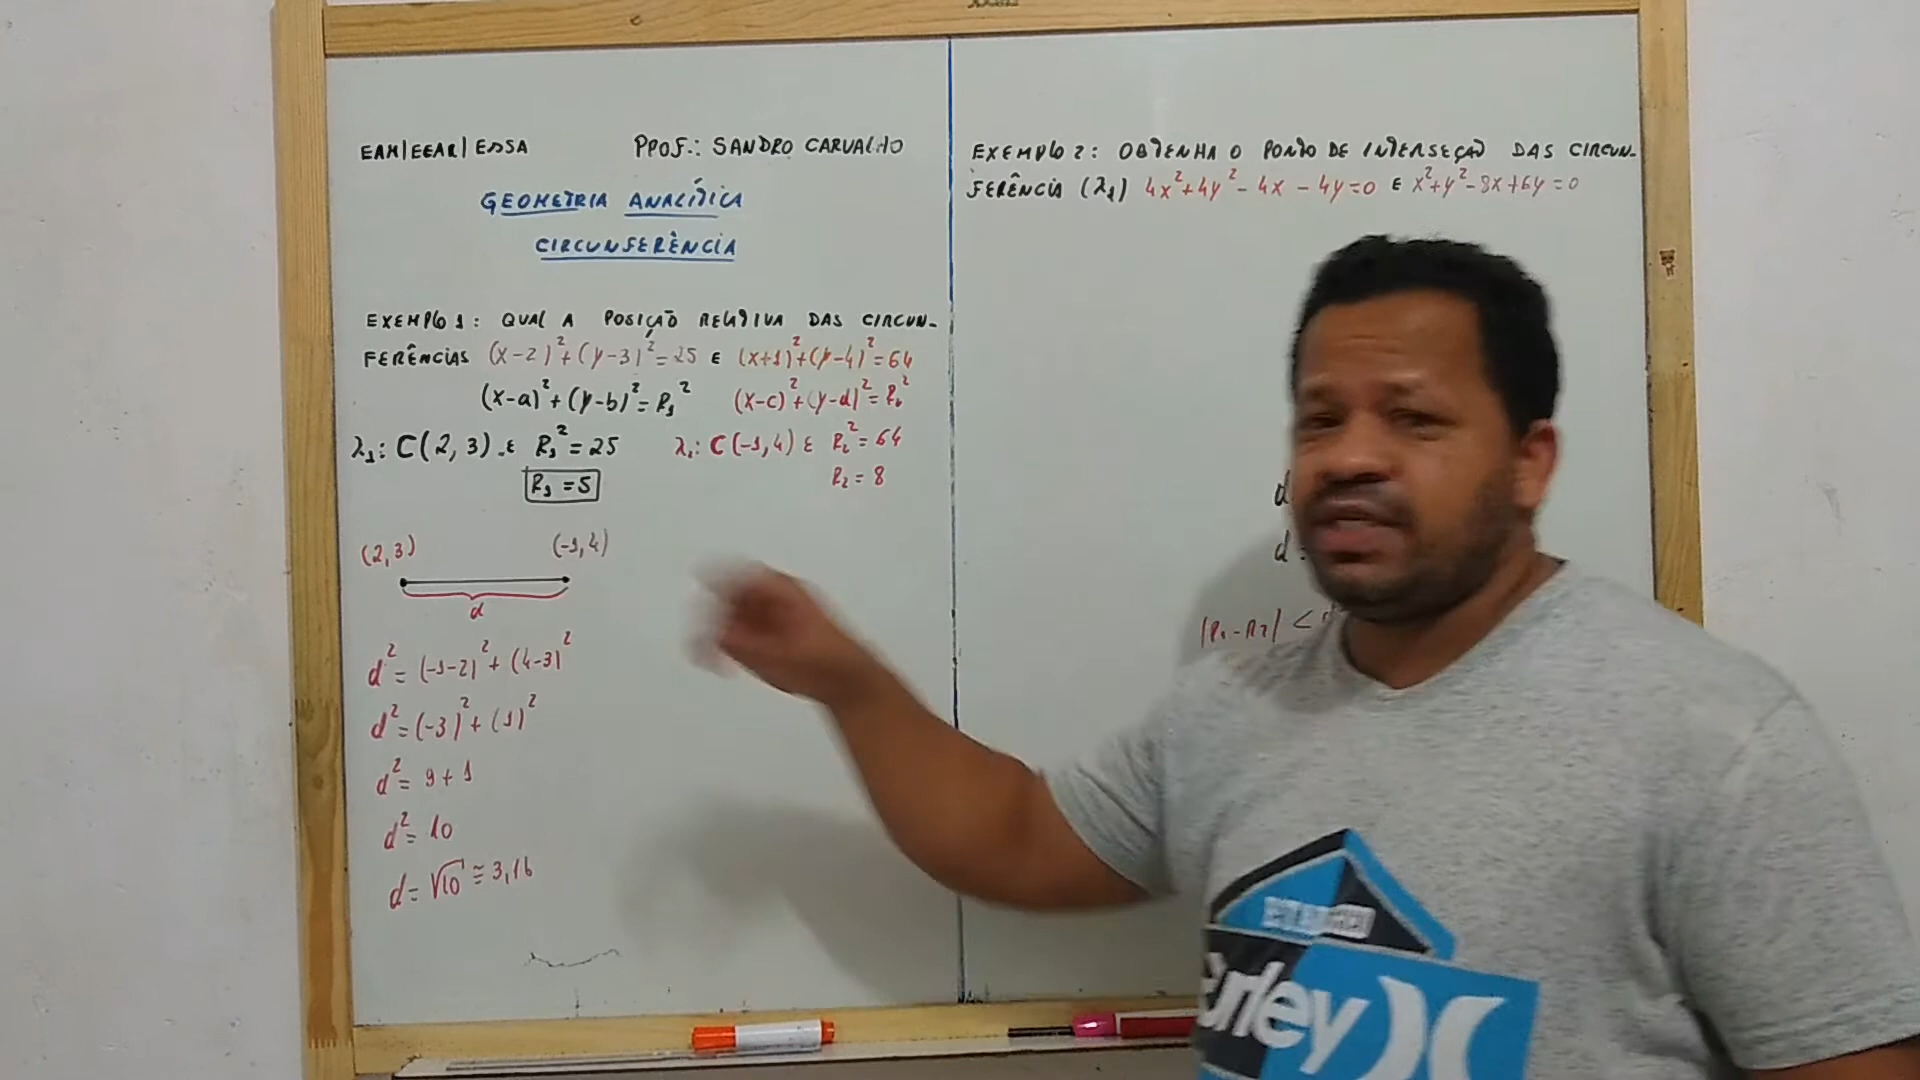 EAM|EEAR|ESSA PROF.: SANDRO CARVALHO
GEOMETRIA ANALÍTICA
CIRCUNFERÊNCIA
EXEMPLO 1: QUAL A POSIÇÃO RELATIVA DAS CIRCUN-
FERÊNCIAS (x-2)²+(y-3)²=25 E (x+1)²+(y-4)²=64
(x-a)²+(y-b)²=R₁² (x-c)²+(y-d)²=R₂²
λ₁: C(2,3) E R₁²=25 λ₂: C(-1,4) E R₂²=64
R₁=5 R₂=8
(2,3) (-1,4)
d
d²=(-1-2)²+(4-3)²
d²=(-3)²+(1)²
d²=9+1
d²=10
d=√10≅3,16
EXEMPLO 2: OBTENHA O PONTO DE INTERSEÇÃO DAS CIRCUN-
FERÊNCIA (λ₁) 4x²+4y²-4x-4y=0 E x²+y²-8x+6y=0
d
d
|R₁-R₂| <
urley